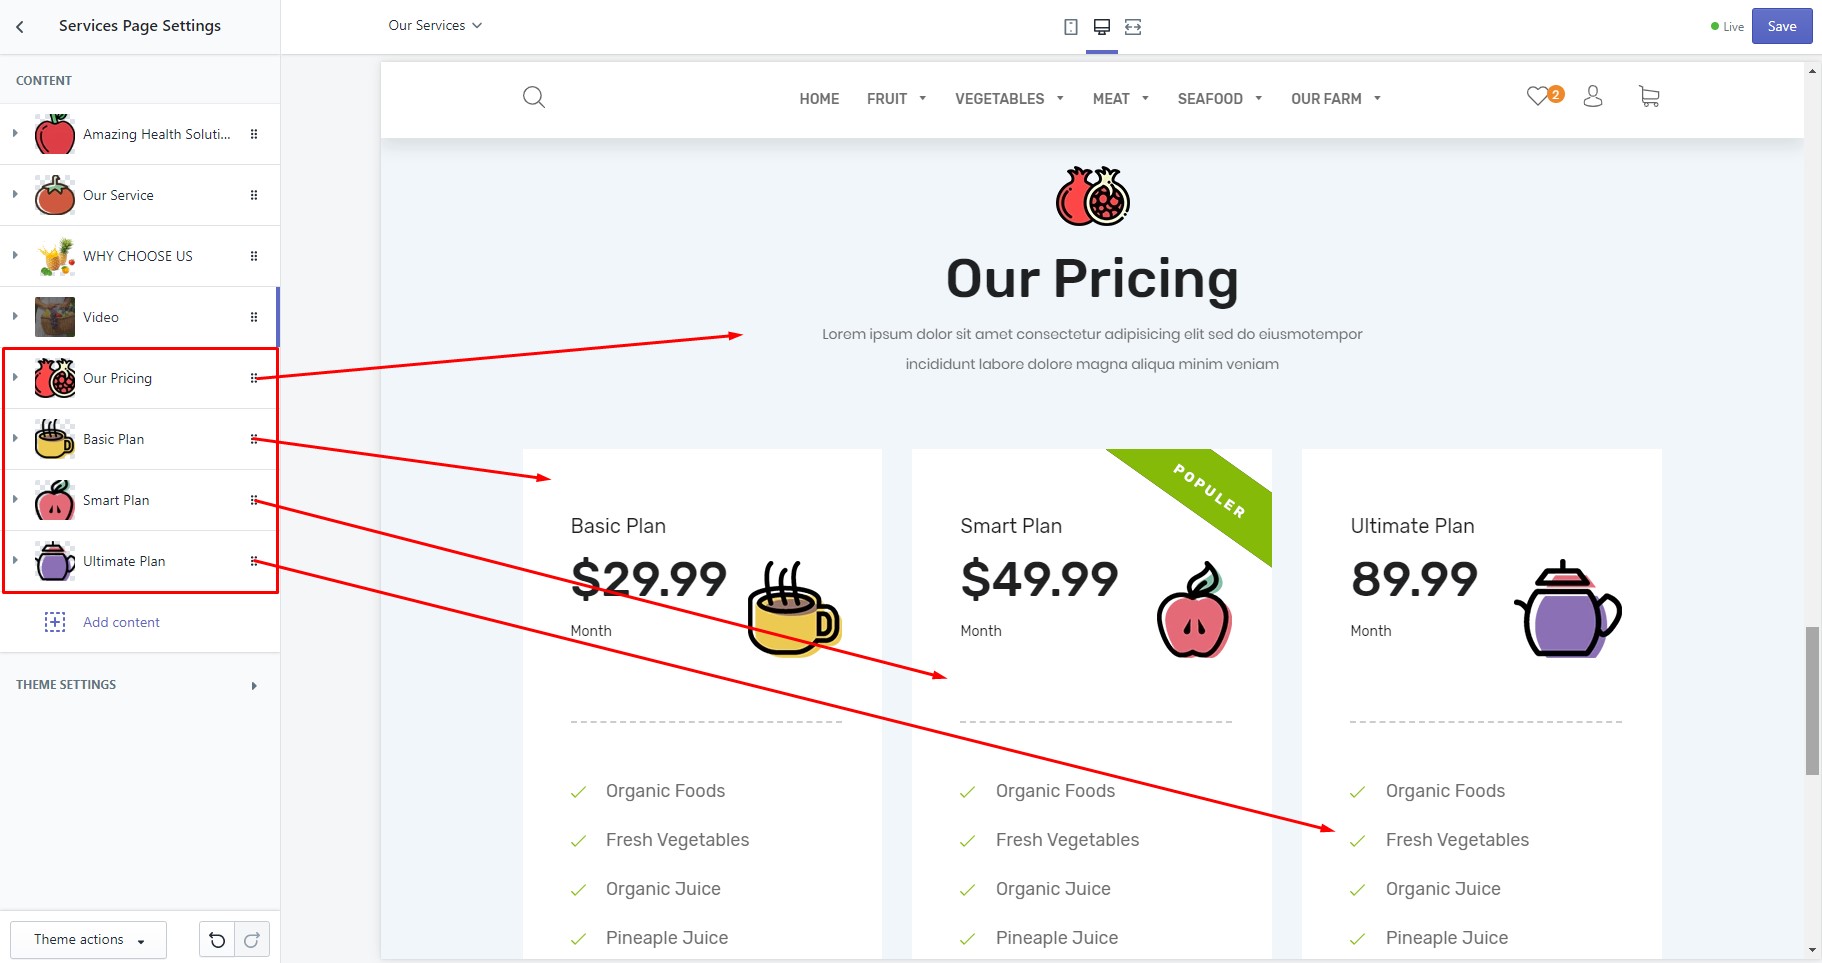 Services Page Settings
Our Services
Live
Save
CONTENT
Amazing Health Soluti...
Our Service
WHY CHOOSE US
Video
Our Pricing
Basic Plan
Smart Plan
Ultimate Plan
Add content
THEME SETTINGS
Theme actions
HOME FRUIT VEGETABLES MEAT SEAFOOD OUR FARM
2
Our Pricing
Lorem ipsum dolor sit amet consectetur adipisicing elit sed do eiusmotempor
incididunt labore dolore magna aliqua minim veniam
Basic Plan
$29.99
Month
Organic Foods
Fresh Vegetables
Organic Juice
Pineaple Juice
POPULER
Smart Plan
$49.99
Month
Organic Foods
Fresh Vegetables
Organic Juice
Pineaple Juice
Ultimate Plan
89.99
Month
Organic Foods
Fresh Vegetables
Organic Juice
Pineaple Juice